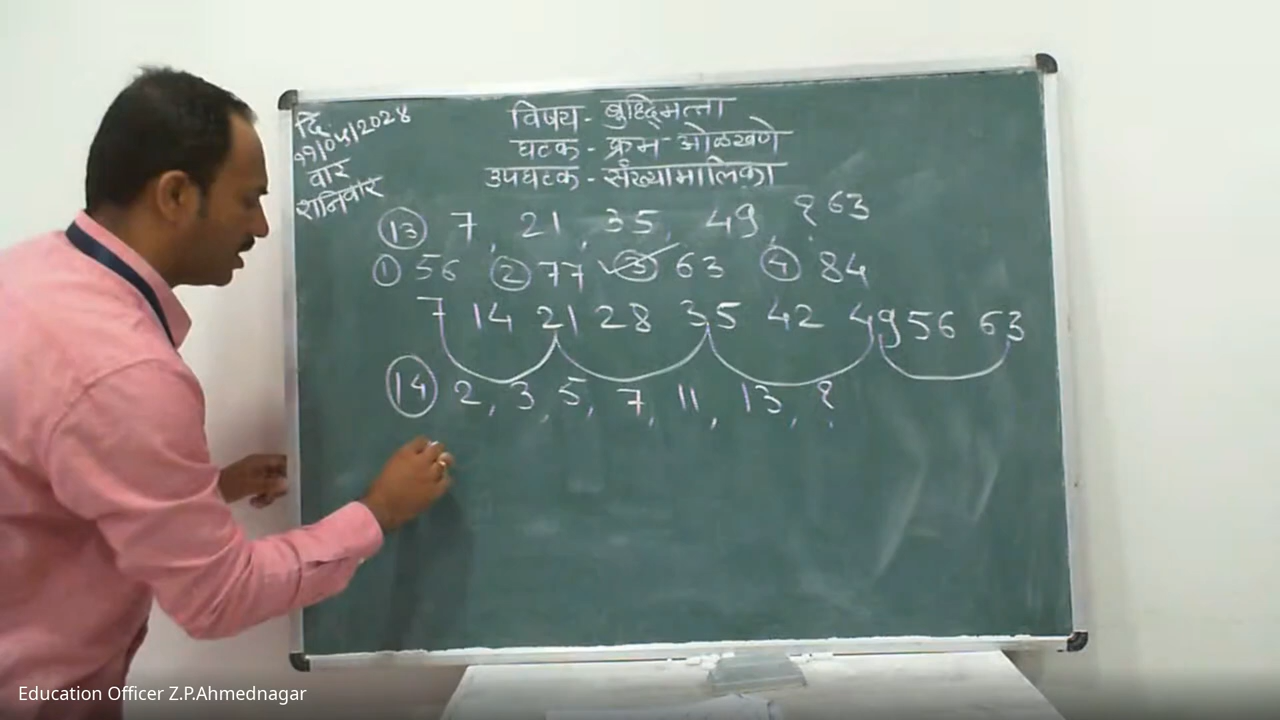 दि.
११/०५/२०२४
वार
शनिवार
विषय - बुध्दिमत्ता
घटक - क्रम ओळखणे
उपघटक - संख्यामालिका
13 7, 21, 35, 49, ? 63
1 56 2 77 3 63 4 84
7 14 21 28 35 42 49 56 63
14 2, 3, 5, 7, 11, 13, ?
Education Officer Z.P.Ahmednagar